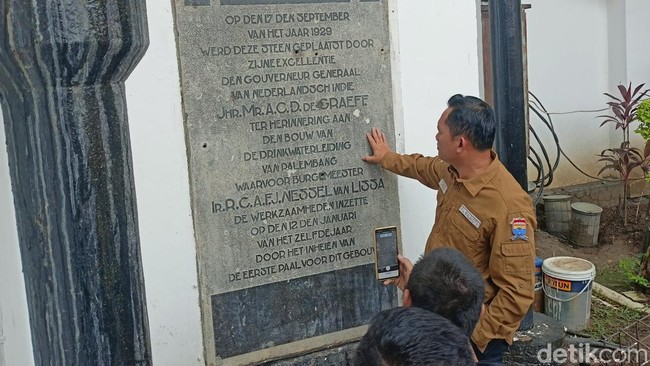 OP DEN 17 DEN SEPTEMBER
VAN HET JAAR 1929
WERD DEZE STEEN GEPLAATST DOOR
ZIJNE EXCELLENTIE
DEN GOUVERNEUR GENERAAL
VAN NEDERLANDSCH INDIE
JHR. MR. A.C.D. DE GRAEFF
TER HERINNERING AAN
DEN BOUW VAN
DE DRINKWATERLEIDING
VAN PALEMBANG
WAARVOOR BURGEMEESTER
IR. R.C.A.F.J. NESSEL VAN LISSA
DE WERKZAAMHEDEN INZETTE
OP DEN 12 DEN JANUARI
VAN HETZELFDE JAAR
DOOR HET INHEIEN VAN
DE EERSTE PAAL VOOR DIT GEBOUW
detikcom